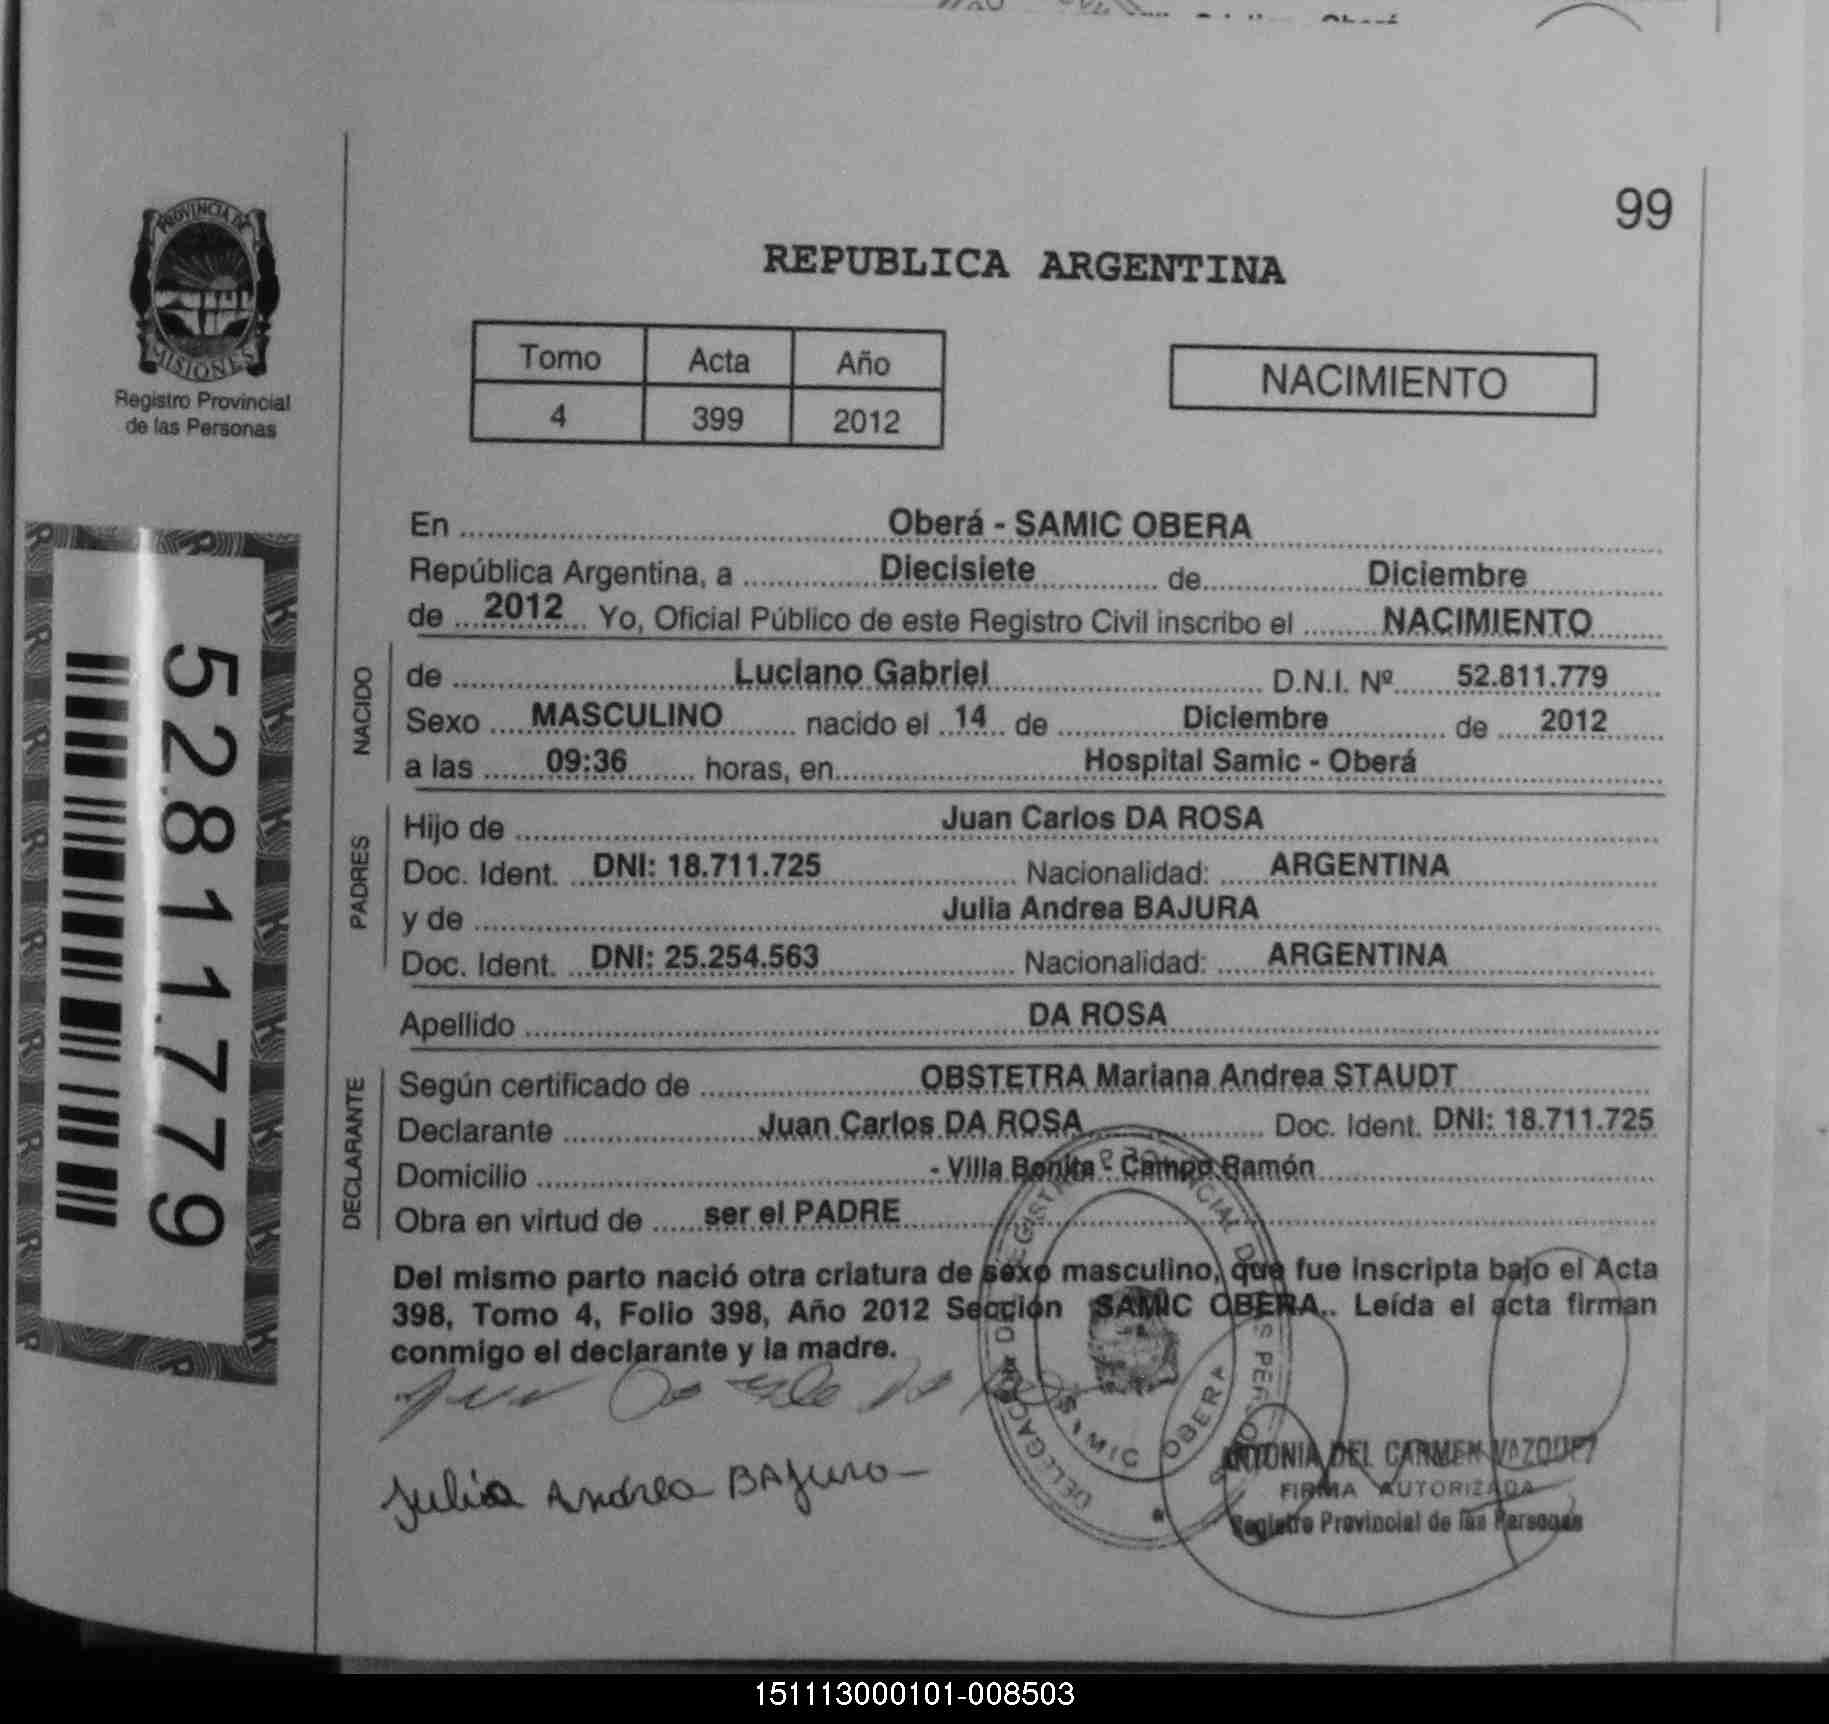 99
PROVINCIA DE
MISIONES
Registro Provincial
de las Personas
REPUBLICA ARGENTINA
Tomo Acta Año
4 399 2012
NACIMIENTO
52811779
En Oberá - SAMIC OBERA
República Argentina, a Diecisiete de Diciembre
de 2012 Yo, Oficial Público de este Registro Civil inscribo el NACIMIENTO
NACIDO
de Luciano Gabriel D.N.I. Nº 52.811.779
Sexo MASCULINO nacido el 14 de Diciembre de 2012
a las 09:36 horas, en Hospital Samic - Oberá
PADRES
Hijo de Juan Carlos DA ROSA
Doc. Ident. DNI: 18.711.725 Nacionalidad: ARGENTINA
y de Julia Andrea BAJURA
Doc. Ident. DNI: 25.254.563 Nacionalidad: ARGENTINA
Apellido DA ROSA
DECLARANTE
Según certificado de OBSTETRA Mariana Andrea STAUDT
Declarante Juan Carlos DA ROSA Doc. Ident. DNI: 18.711.725
Domicilio - Villa Bonita - Campo Ramón
Obra en virtud de ser el PADRE
Del mismo parto nació otra criatura de sexo masculino, que fue inscripta bajo el Acta
398, Tomo 4, Folio 398, Año 2012 Sección SAMIC OBERA.. Leída el acta firman
conmigo el declarante y la madre.
Julia Andrea BAJura
SAMIC OBERA
ANTONIA DEL CARMEN VAZQUEZ
FIRMA AUTORIZADA
Registro Provincial de las Personas
151113000101-008503